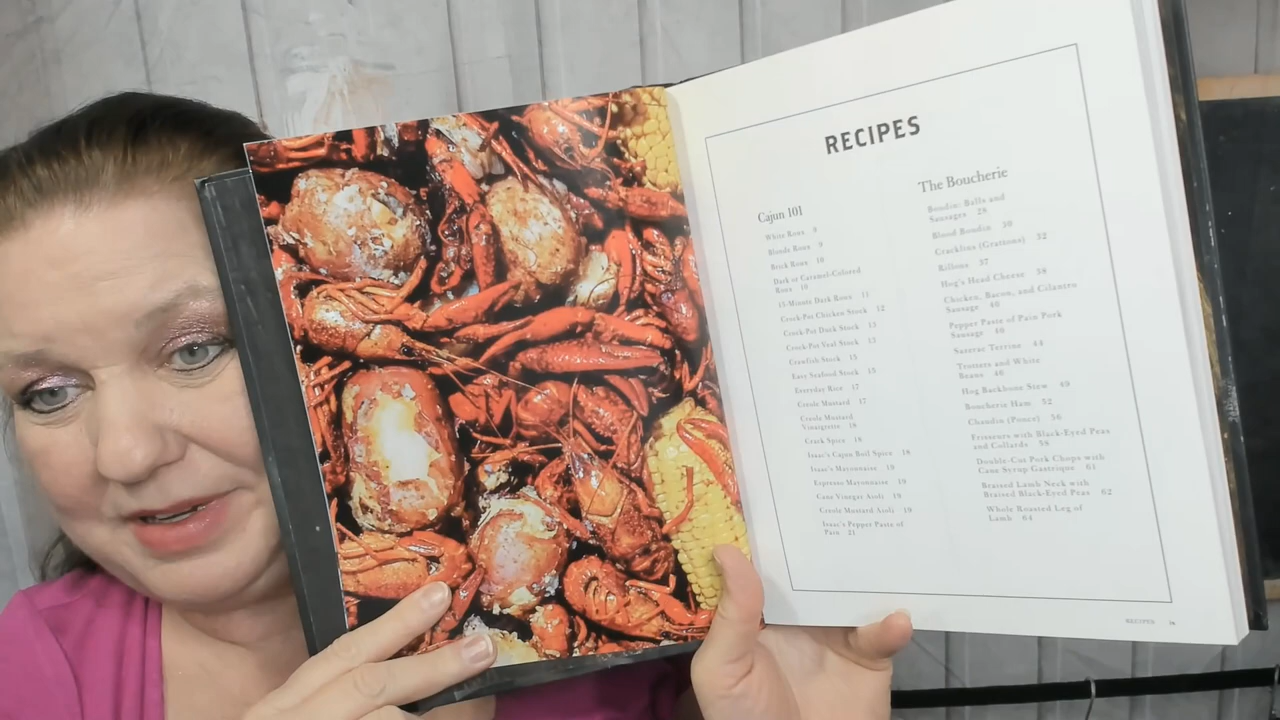 RECIPES
Cajun 101
White Roux 8
Blonde Roux 9
Brick Roux 10
Dark or Caramel-Colored
Roux 10
15-Minute Dark Roux 11
Crock-Pot Chicken Stock 12
Crock-Pot Duck Stock 13
Crock-Pot Veal Stock 13
Crawfish Stock 15
Easy Seafood Stock 15
Everyday Rice 17
Creole Mustard 17
Creole Mustard
Vinaigrette 18
Crack Spice 18
Isaac's Cajun Boil Spice 18
Isaac's Mayonnaise 19
Espresso Mayonnaise 19
Cane Vinegar Aioli 19
Creole Mustard Aioli 19
Isaac's Pepper Paste of
Pain 21
The Boucherie
Boudin: Balls and
Sausages 28
Blood Boudin 30
Cracklins (Grattons) 32
Rillons 37
Hog's Head Cheese 38
Chicken, Bacon, and Cilantro
Sausage 40
Pepper Paste of Pain Pork
Sausage 40
Sazerac Terrine 44
Trotters and White
Beans 46
Hog Backbone Stew 49
Boucherie Ham 52
Chaudin (Ponce) 56
Frisseurs with Black-Eyed Peas
and Collards 58
Double-Cut Pork Chops with
Cane Syrup Gastrique 61
Braised Lamb Neck with
Braised Black-Eyed Peas 62
Whole Roasted Leg of
Lamb 64
RECIPES